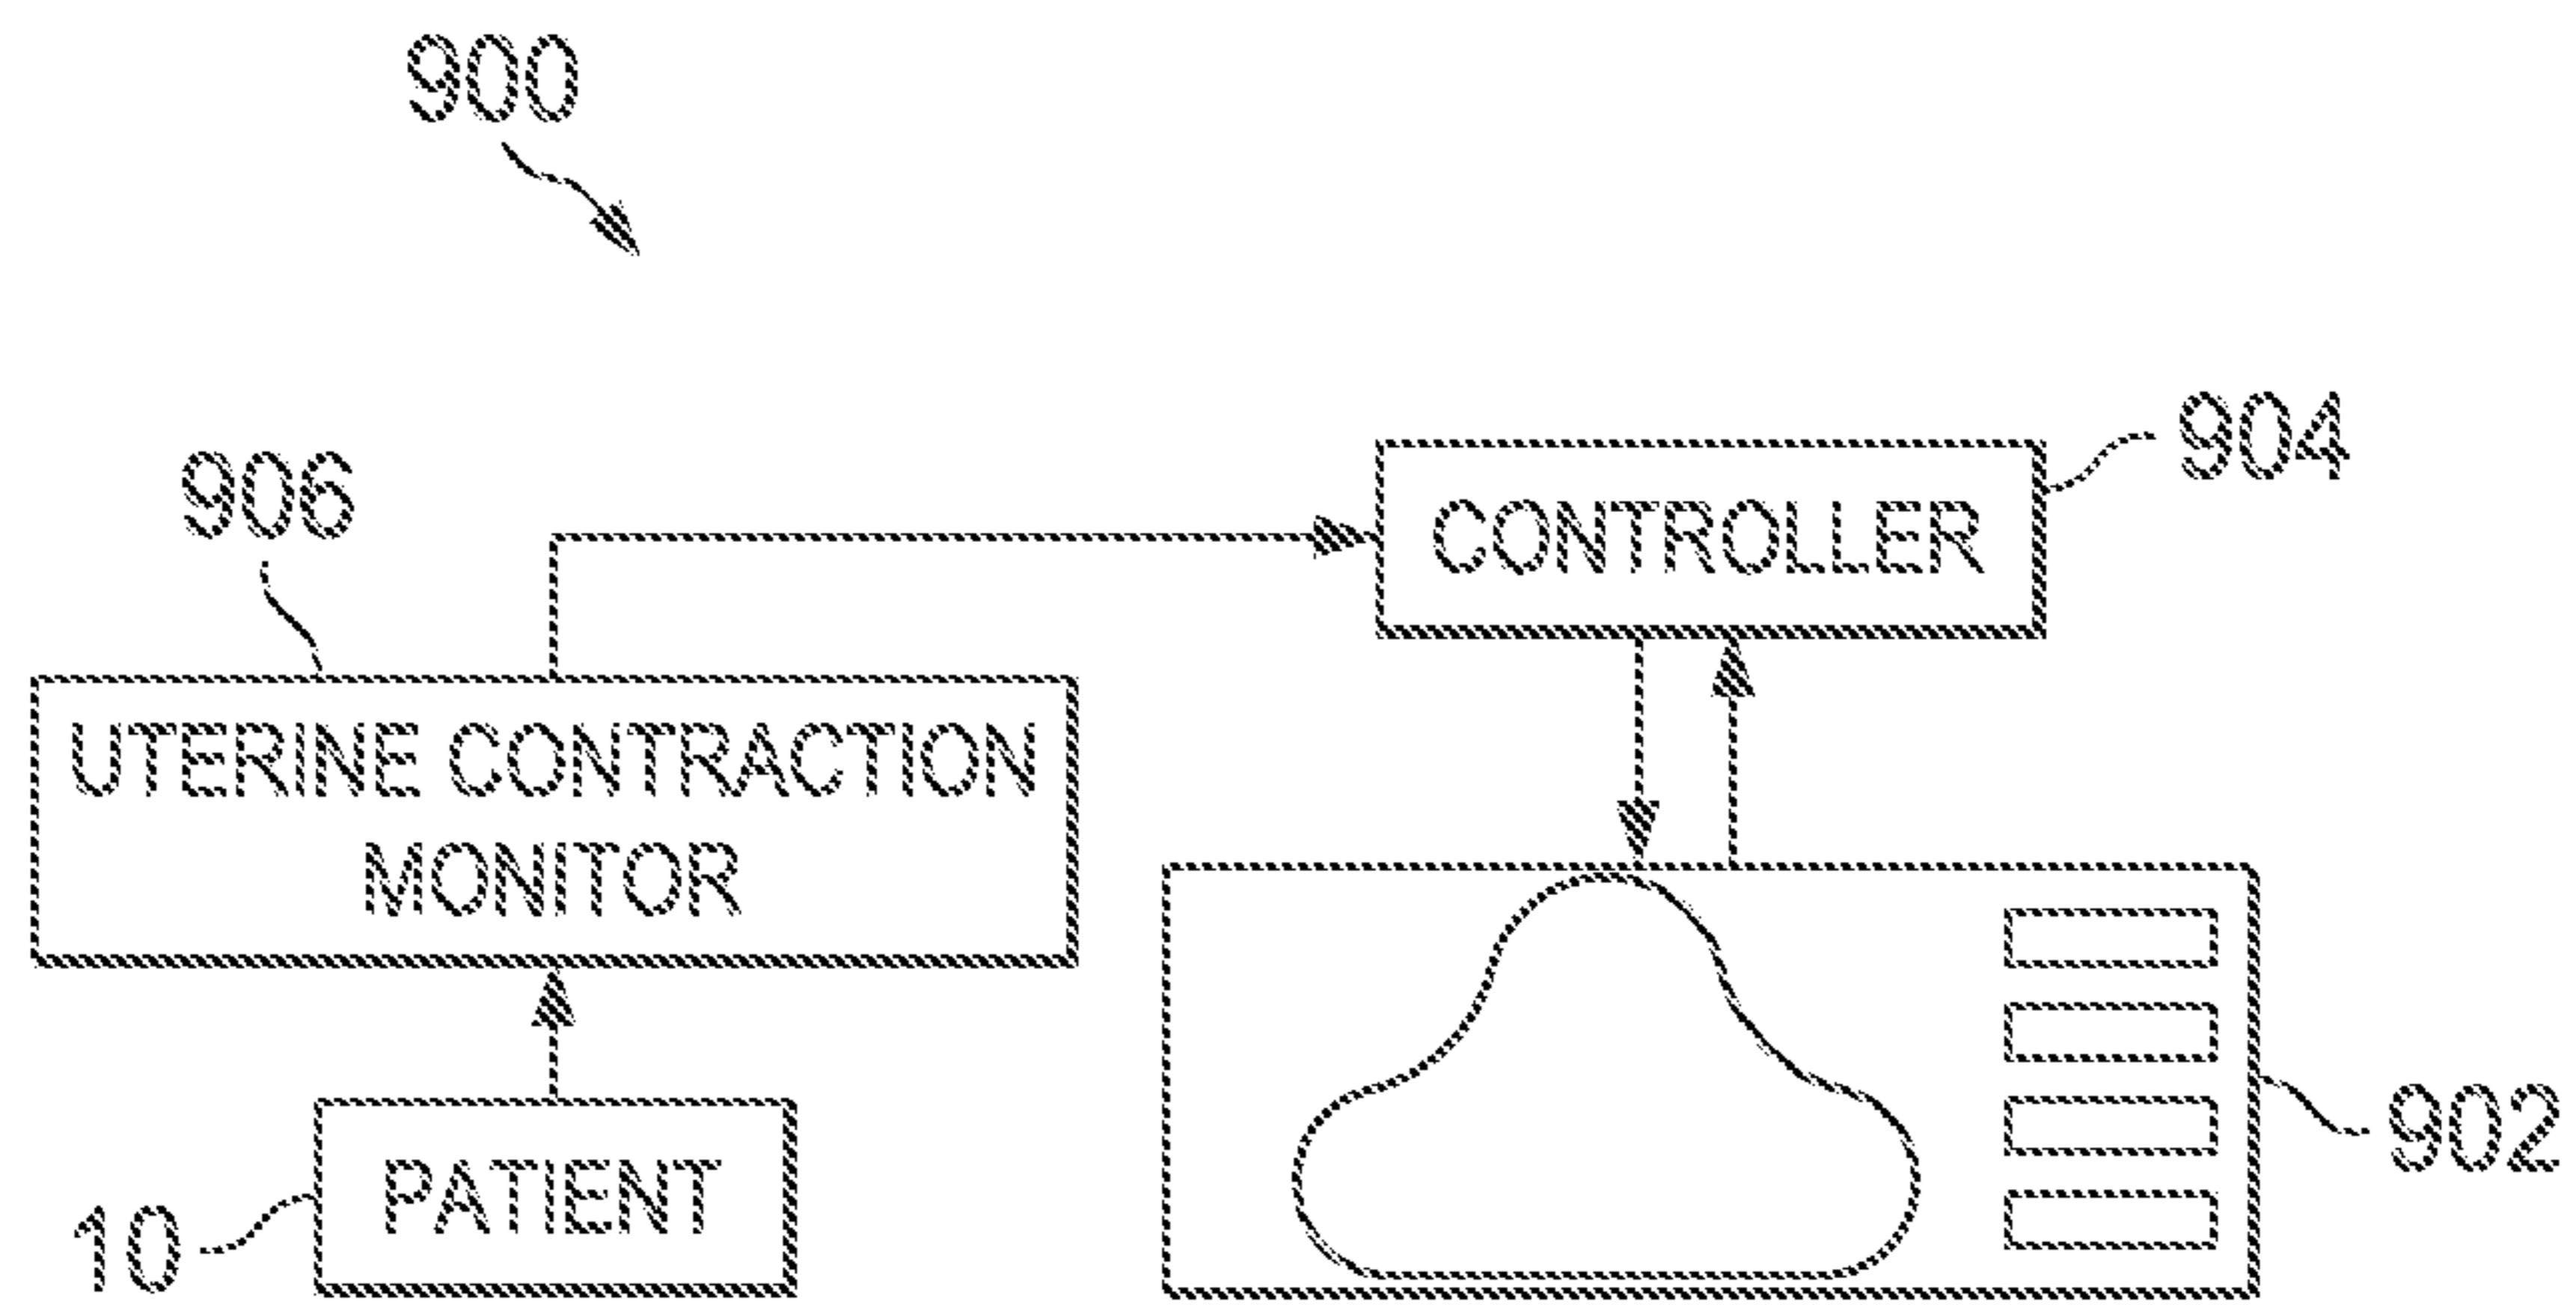 900
906
904
CONTROLLER
UTERINE CONTRACTION
MONITOR
902
10
PATIENT